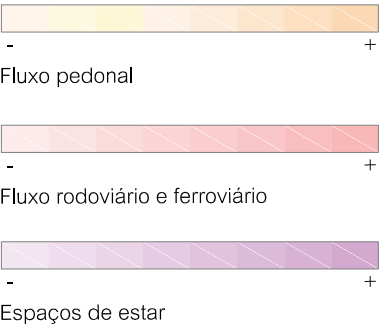 - +
Fluxo pedonal
- +
Fluxo rodoviário e ferroviário
- +
Espaços de estar